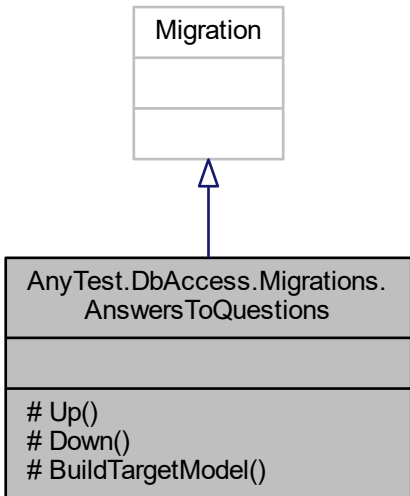 Migration
AnyTest.DbAccess.Migrations.
AnswersToQuestions
# Up()
# Down()
# BuildTargetModel()